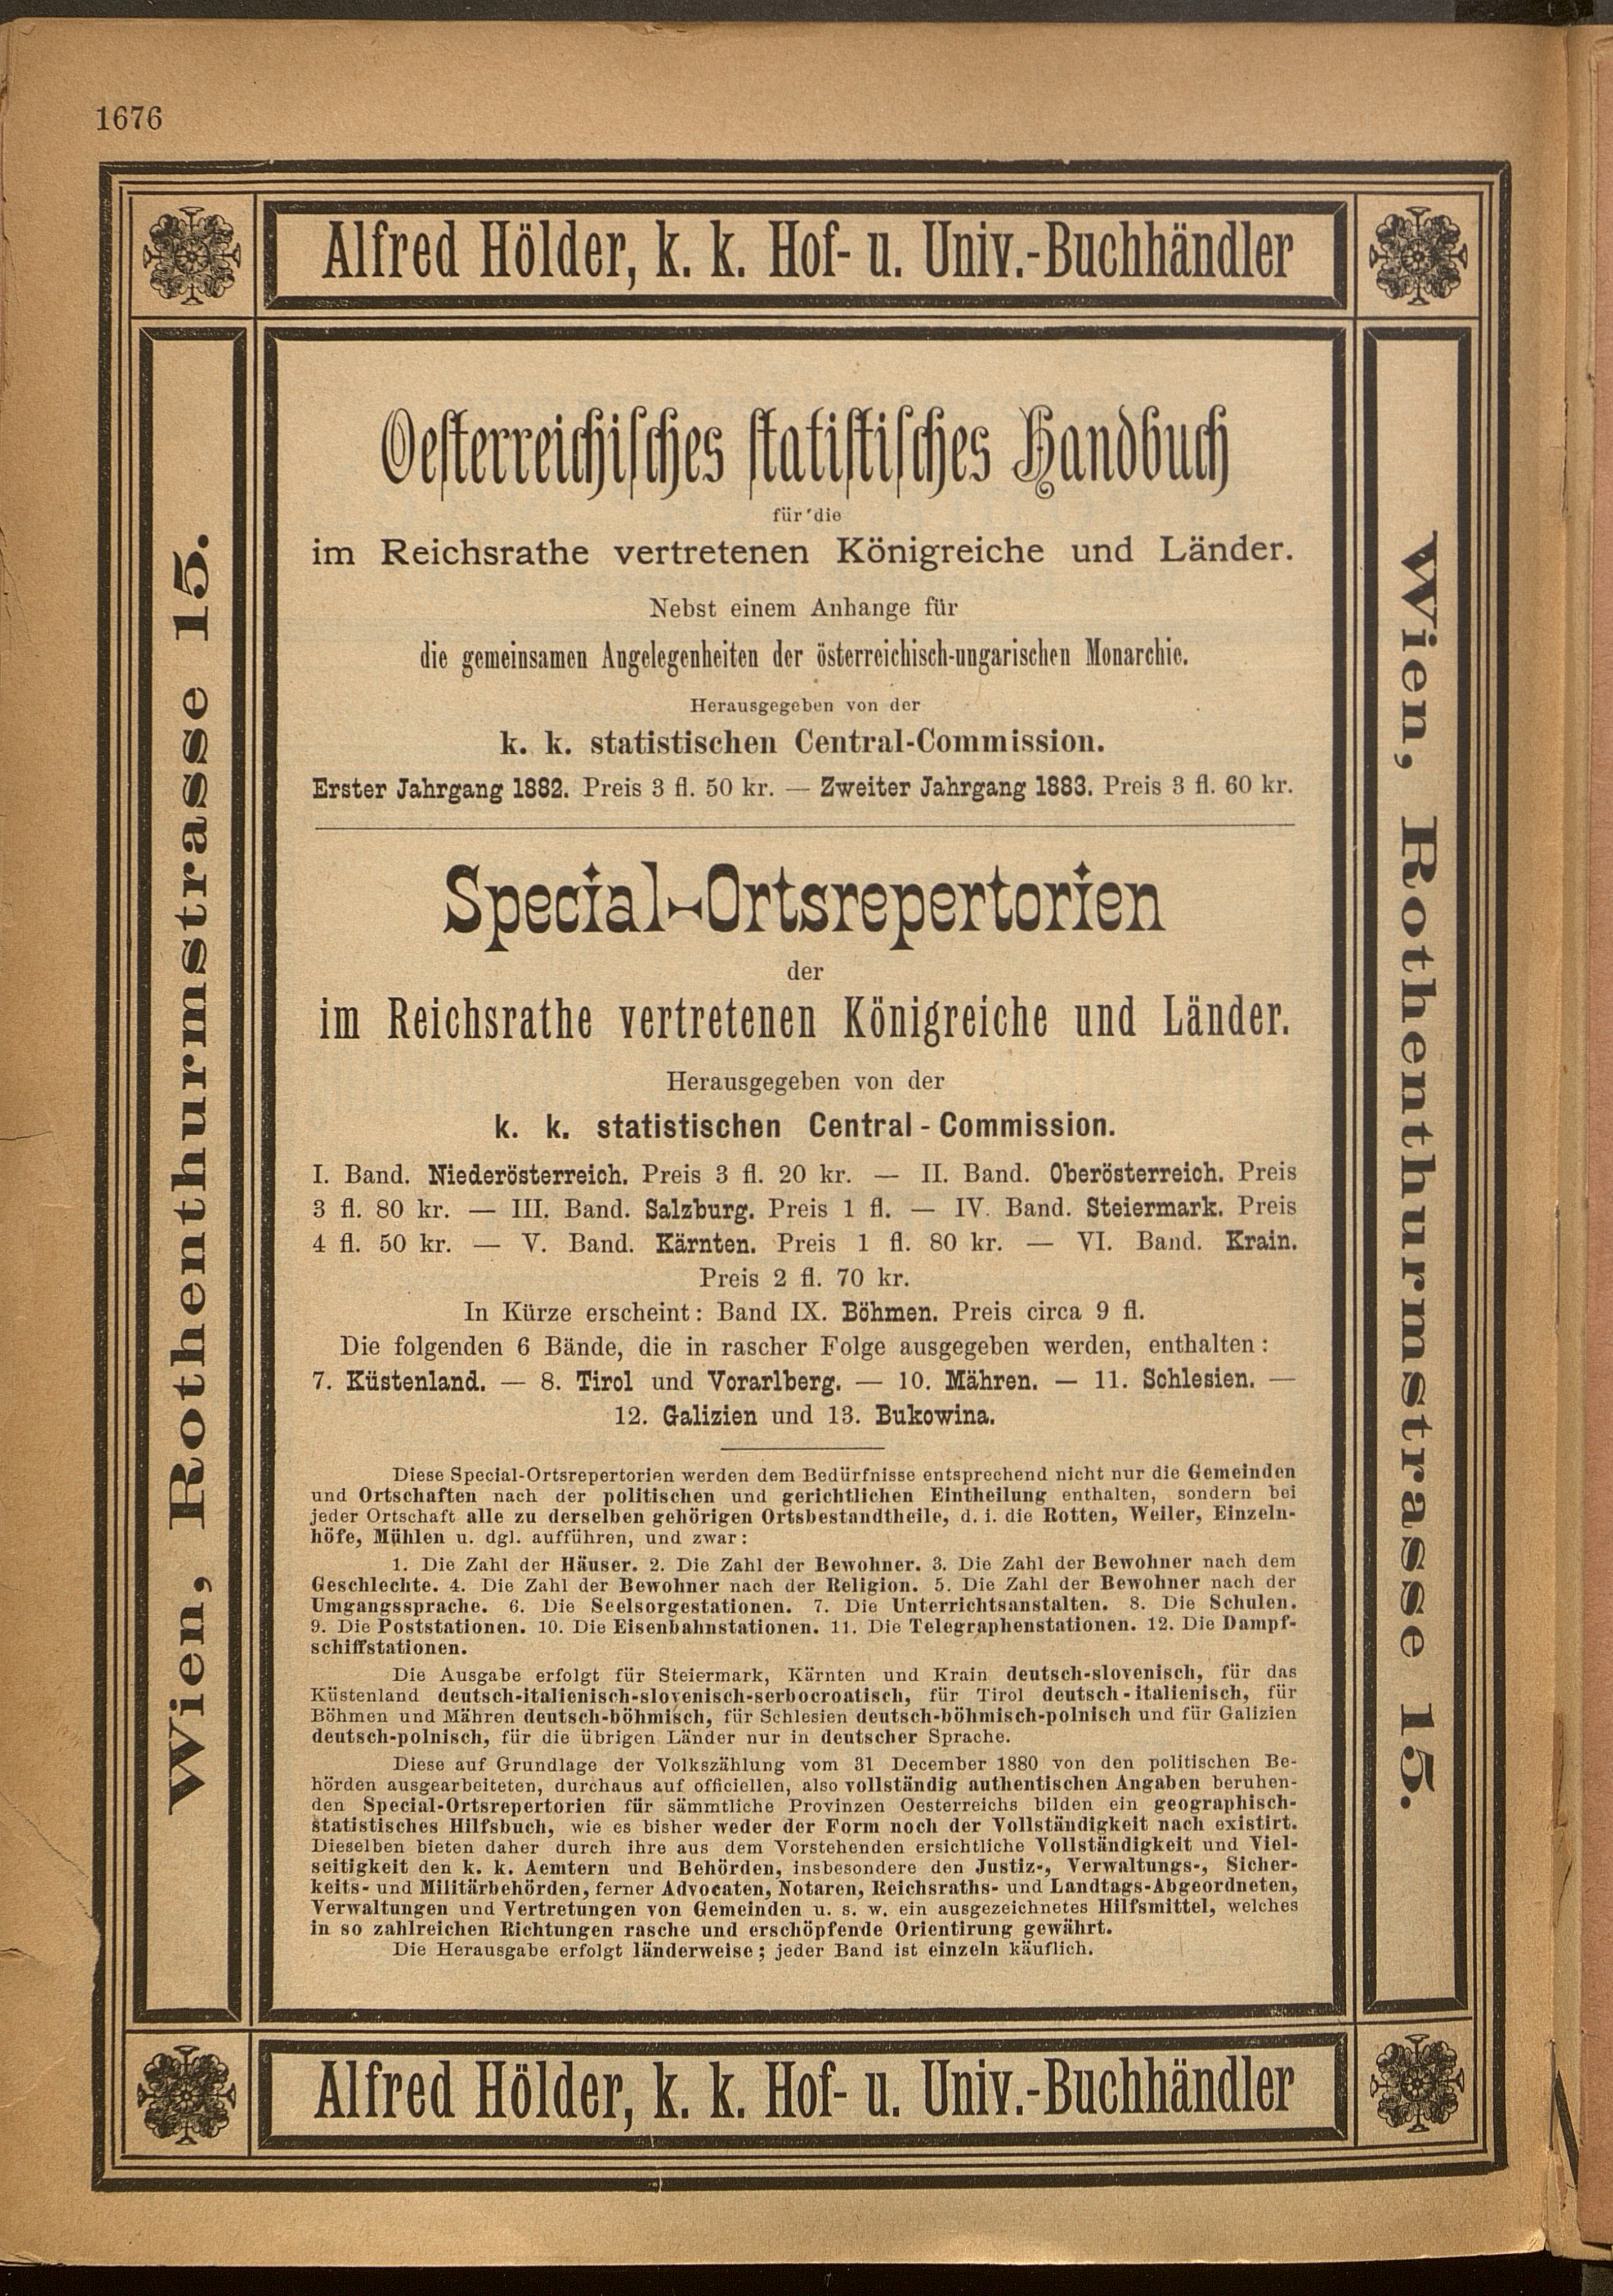 1676
Alfred Hölder, k. k. Hof- u. Univ.-Buchhändler
Wien, Rothenthurmstrasse 15.
Oesterreichisches statistisches Handbuch
für die
im Reichsrathe vertretenen Königreiche und Länder.
Nebst einem Anhange für
die gemeinsamen Angelegenheiten der österreichisch-ungarischen Monarchie.
Herausgegeben von der
k. k. statistischen Central-Commission.
Erster Jahrgang 1882. Preis 3 fl. 50 kr. — Zweiter Jahrgang 1883. Preis 3 fl. 60 kr.
Special-Ortsrepertorien
der
im Reichsrathe vertretenen Königreiche und Länder.
Herausgegeben von der
k. k. statistischen Central-Commission.
I. Band. Niederösterreich. Preis 3 fl. 20 kr. — II. Band. Oberösterreich. Preis
3 fl. 80 kr. — III. Band. Salzburg. Preis 1 fl. — IV. Band. Steiermark. Preis
4 fl. 50 kr. — V. Band. Kärnten. Preis 1 fl. 80 kr. — VI. Band. Krain.
Preis 2 fl. 70 kr.
In Kürze erscheint: Band IX. Böhmen. Preis circa 9 fl.
Die folgenden 6 Bände, die in rascher Folge ausgegeben werden, enthalten:
7. Küstenland. — 8. Tirol und Vorarlberg. — 10. Mähren. — 11. Schlesien. —
12. Galizien und 13. Bukowina.
Diese Special-Ortsrepertorien werden dem Bedürfnisse entsprechend nicht nur die Gemeinden
und Ortschaften nach der politischen und gerichtlichen Eintheilung enthalten, sondern bei
jeder Ortschaft alle zu derselben gehörigen Ortsbestandtheile, d. i. die Rotten, Weiler, Einzeln-
höfe, Mühlen u. dgl. aufführen, und zwar:
1. Die Zahl der Häuser. 2. Die Zahl der Bewohner. 3. Die Zahl der Bewohner nach dem
Geschlechte. 4. Die Zahl der Bewohner nach der Religion. 5. Die Zahl der Bewohner nach der
Umgangssprache. 6. Die Seelsorgestationen. 7. Die Unterrichtsanstalten. 8. Die Schulen.
9. Die Poststationen. 10. Die Eisenbahnstationen. 11. Die Telegraphenstationen. 12. Die Dampf-
schiffstationen.
Die Ausgabe erfolgt für Steiermark, Kärnten und Krain deutsch-slovenisch, für das
Küstenland deutsch-italienisch-slovenisch-serbocroatisch, für Tirol deutsch-italienisch, für
Böhmen und Mähren deutsch-böhmisch, für Schlesien deutsch-böhmisch-polnisch und für Galizien
deutsch-polnisch, für die übrigen Länder nur in deutscher Sprache.
Diese auf Grundlage der Volkszählung vom 31 December 1880 von den politischen Be-
hörden ausgearbeiteten, durchaus auf officiellen, also vollständig authentischen Angaben beruhen-
den Special-Ortsrepertorien für sämmtliche Provinzen Oesterreichs bilden ein geographisch-
statistisches Hilfsbuch, wie es bisher weder der Form noch der Vollständigkeit nach existirt.
Dieselben bieten daher durch ihre aus dem Vorstehenden ersichtliche Vollständigkeit und Viel-
seitigkeit den k. k. Aemtern und Behörden, insbesondere den Justiz-, Verwaltungs-, Sicher-
keits- und Militärbehörden, ferner Advocaten, Notaren, Reichsraths- und Landtags-Abgeordneten,
Verwaltungen und Vertretungen von Gemeinden u. s. w. ein ausgezeichnetes Hilfsmittel, welches
in so zahlreichen Richtungen rasche und erschöpfende Orientirung gewährt.
Die Herausgabe erfolgt länderweise; jeder Band ist einzeln käuflich.
Wien, Rothenthurmstrasse 15.
Alfred Hölder, k. k. Hof- u. Univ.-Buchhändler